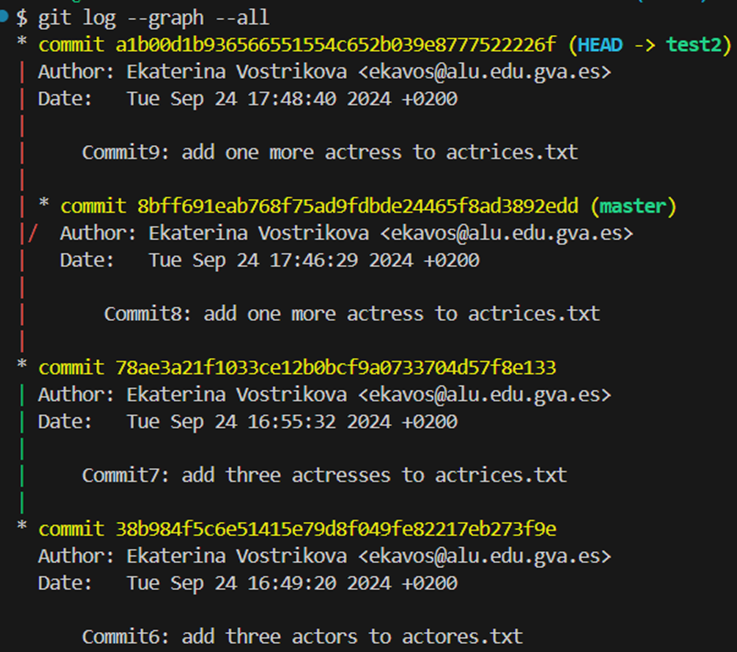 $ git log --graph --all
* commit a1b00d1b936566551554c652b039e8777522226f (HEAD -> test2)
| Author: Ekaterina Vostrikova <ekavos@alu.edu.gva.es>
| Date:   Tue Sep 24 17:48:40 2024 +0200
|
|     Commit9: add one more actress to actrices.txt
|
| * commit 8bff691eab768f75ad9fdbde24465f8ad3892edd (master)
|/  Author: Ekaterina Vostrikova <ekavos@alu.edu.gva.es>
|   Date:   Tue Sep 24 17:46:29 2024 +0200
|
|       Commit8: add one more actress to actrices.txt
|
* commit 78ae3a21f1033ce12b0bcf9a0733704d57f8e133
| Author: Ekaterina Vostrikova <ekavos@alu.edu.gva.es>
| Date:   Tue Sep 24 16:55:32 2024 +0200
|
|     Commit7: add three actresses to actrices.txt
|
* commit 38b984f5c6e51415e79d8f049fe82217eb273f9e
  Author: Ekaterina Vostrikova <ekavos@alu.edu.gva.es>
  Date:   Tue Sep 24 16:49:20 2024 +0200

      Commit6: add three actors to actores.txt